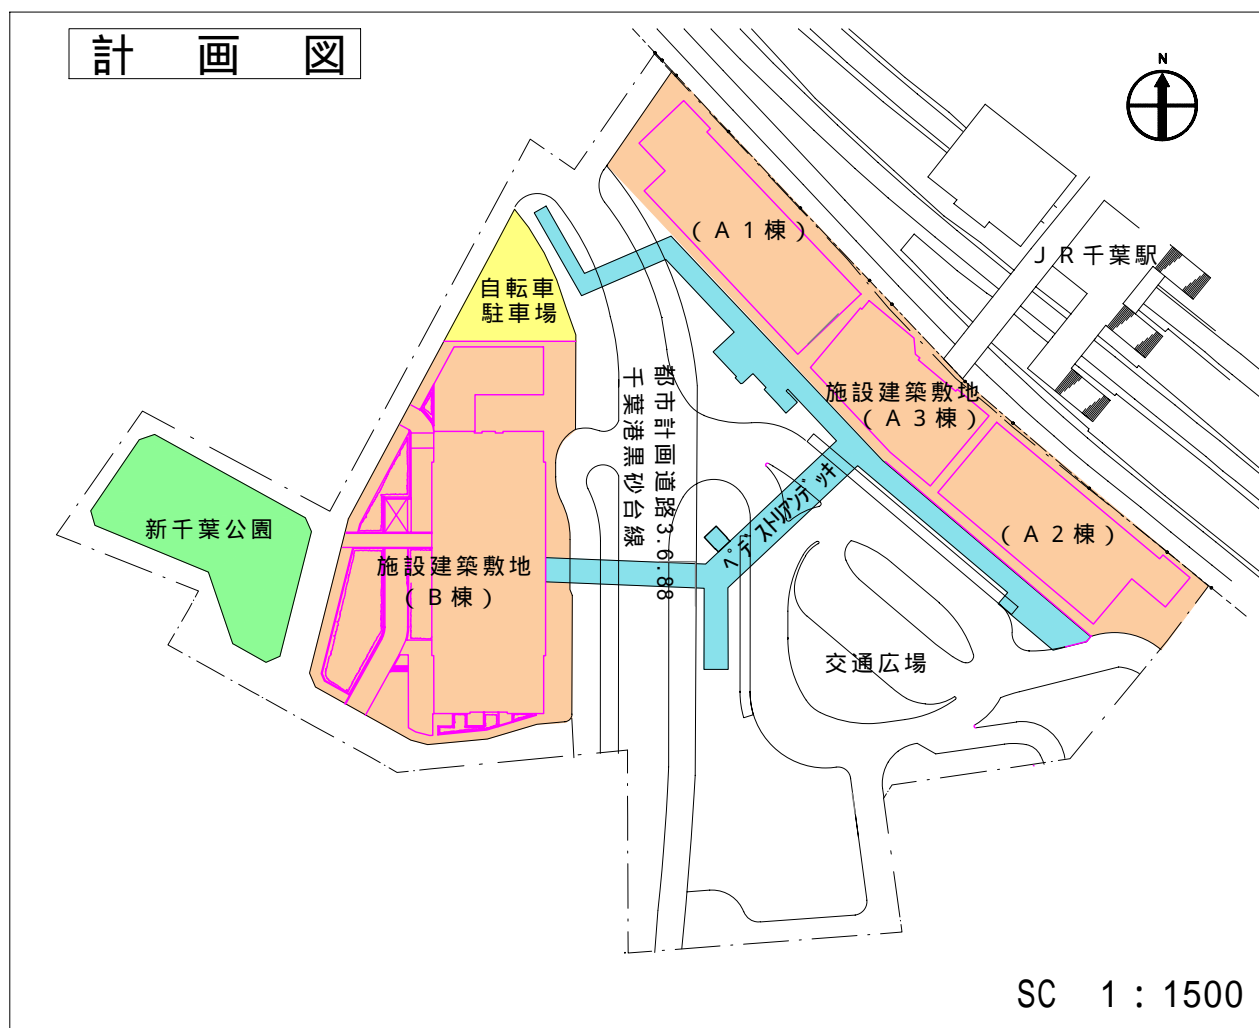 計 画 図
N
(A1棟)
JR千葉駅
自転車
駐車場
都市計画道路3.6.88
千葉港黒砂台線
施設建築敷地
(A3棟)
ペデストリアンデッキ
新千葉公園
(A2棟)
施設建築敷地
(B棟)
交通広場
SC 1:1500